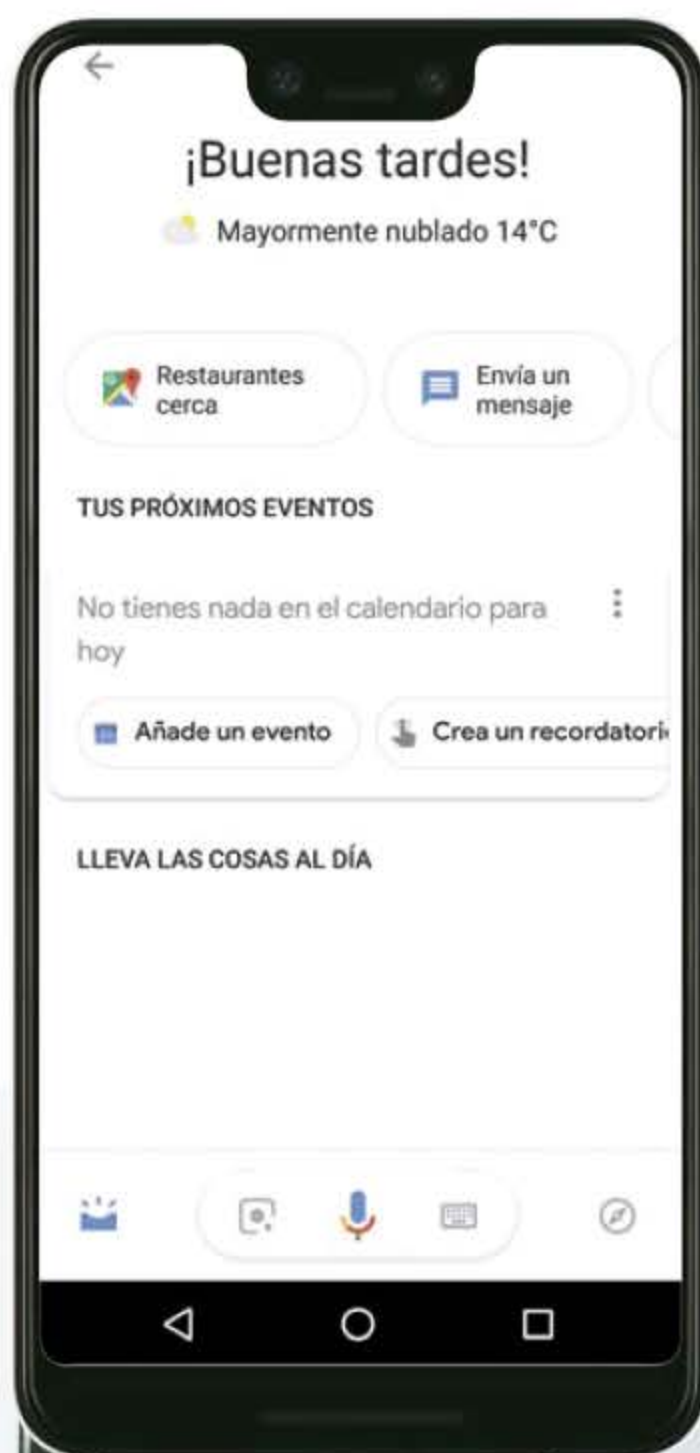 ¡Buenas tardes!
Mayormente nublado 14°C
Restaurantes
cerca
Envía un
mensaje
TUS PRÓXIMOS EVENTOS
No tienes nada en el calendario para
hoy
Añade un evento
Crea un recordatori
LLEVA LAS COSAS AL DÍA